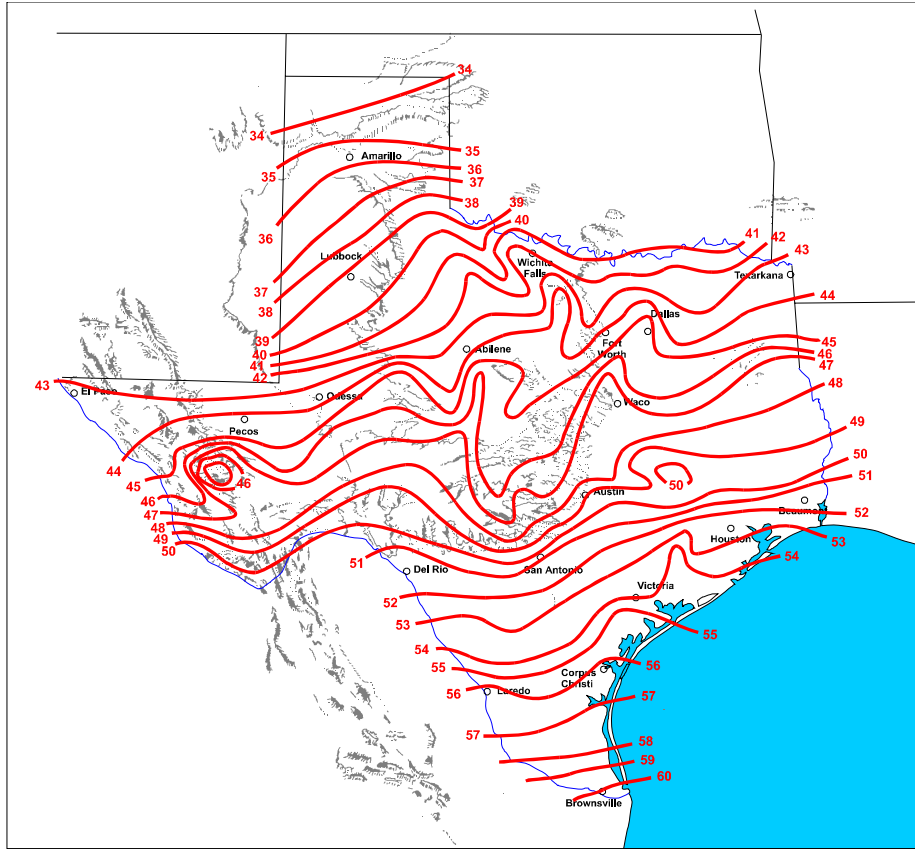 34
34
35
Amarillo
35
36
37
38
36
39
40
41
42
43
Lubbock
Wichita
Falls
Texarkana
37
38
44
Dallas
39
40
41
42
Fort
Worth
45
46
47
Abilene
43
El Paso
Odessa
48
Waco
Pecos
49
44
50
45
46
50
51
46
Austin
47
Beaumont
52
48
49
50
Houston
53
51
San Antonio
54
Del Rio
Victoria
52
53
55
54
55
56
Corpus
Christi
56
Laredo
57
57
58
59
60
Brownsville